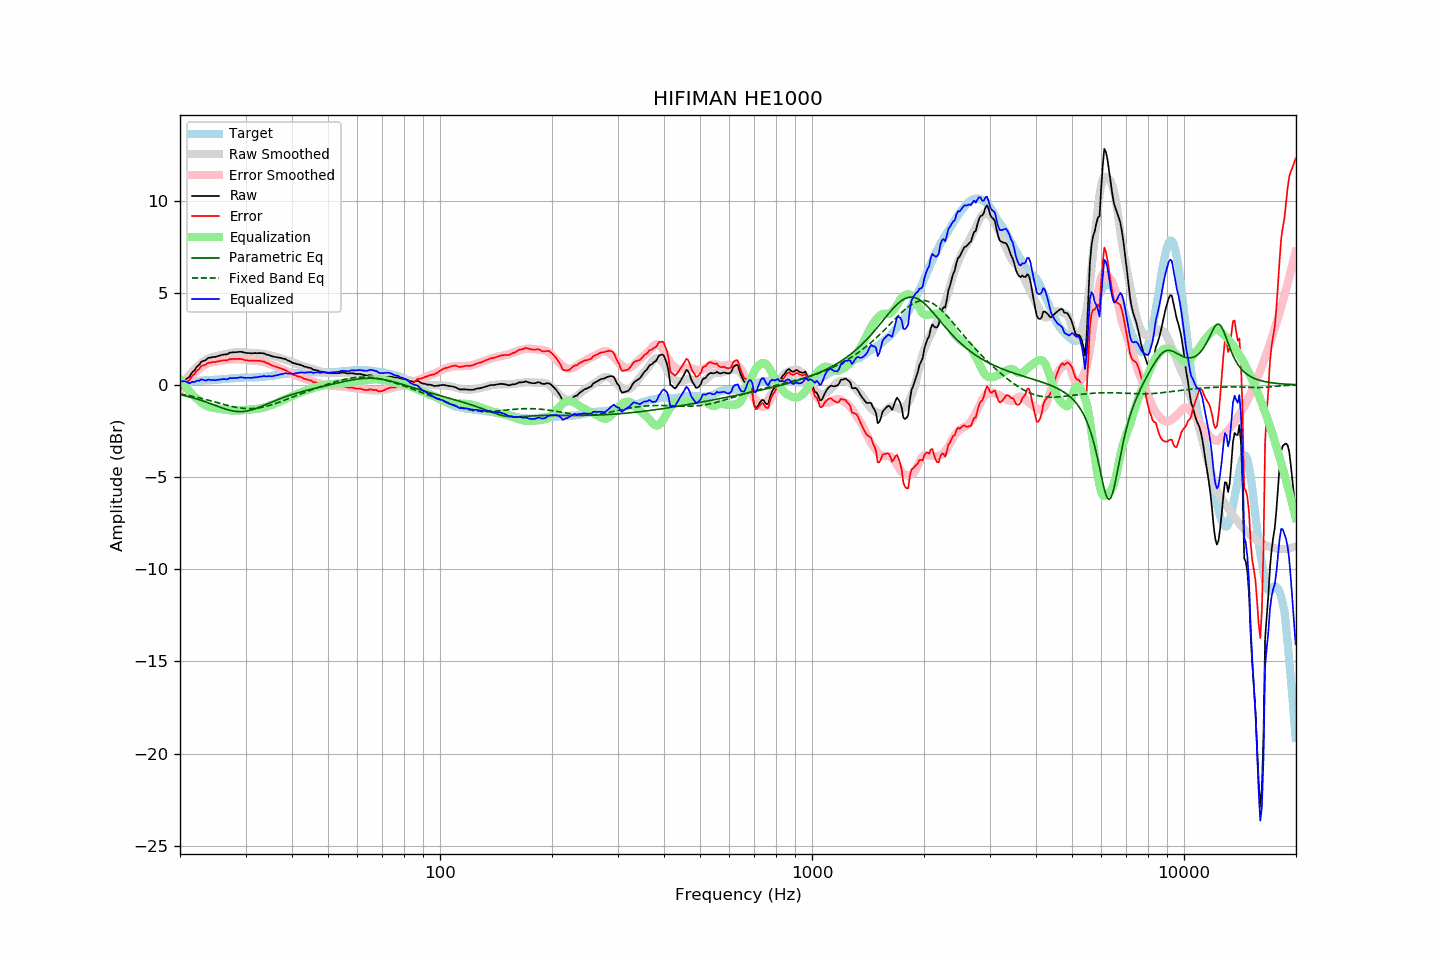 HIFIMAN HE1000
Target
Raw Smoothed
Error Smoothed
Raw
Error
Equalization
Parametric Eq
Fixed Band Eq
Equalized
10
5
0
−5
−10
−15
−20
−25
Amplitude (dBr)
100
1000
10000
Frequency (Hz)